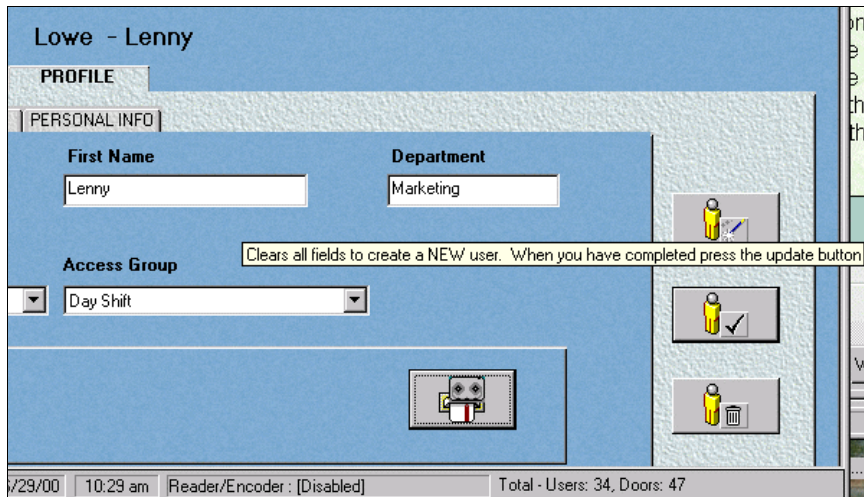 Lowe - Lenny
PROFILE
PERSONAL INFO
First Name
Department
Lenny
Marketing
Clears all fields to create a NEW user. When you have completed press the update button
Access Group
Day Shift
/29/00
10:29 am
Reader/Encoder : [Disabled]
Total - Users: 34, Doors: 47